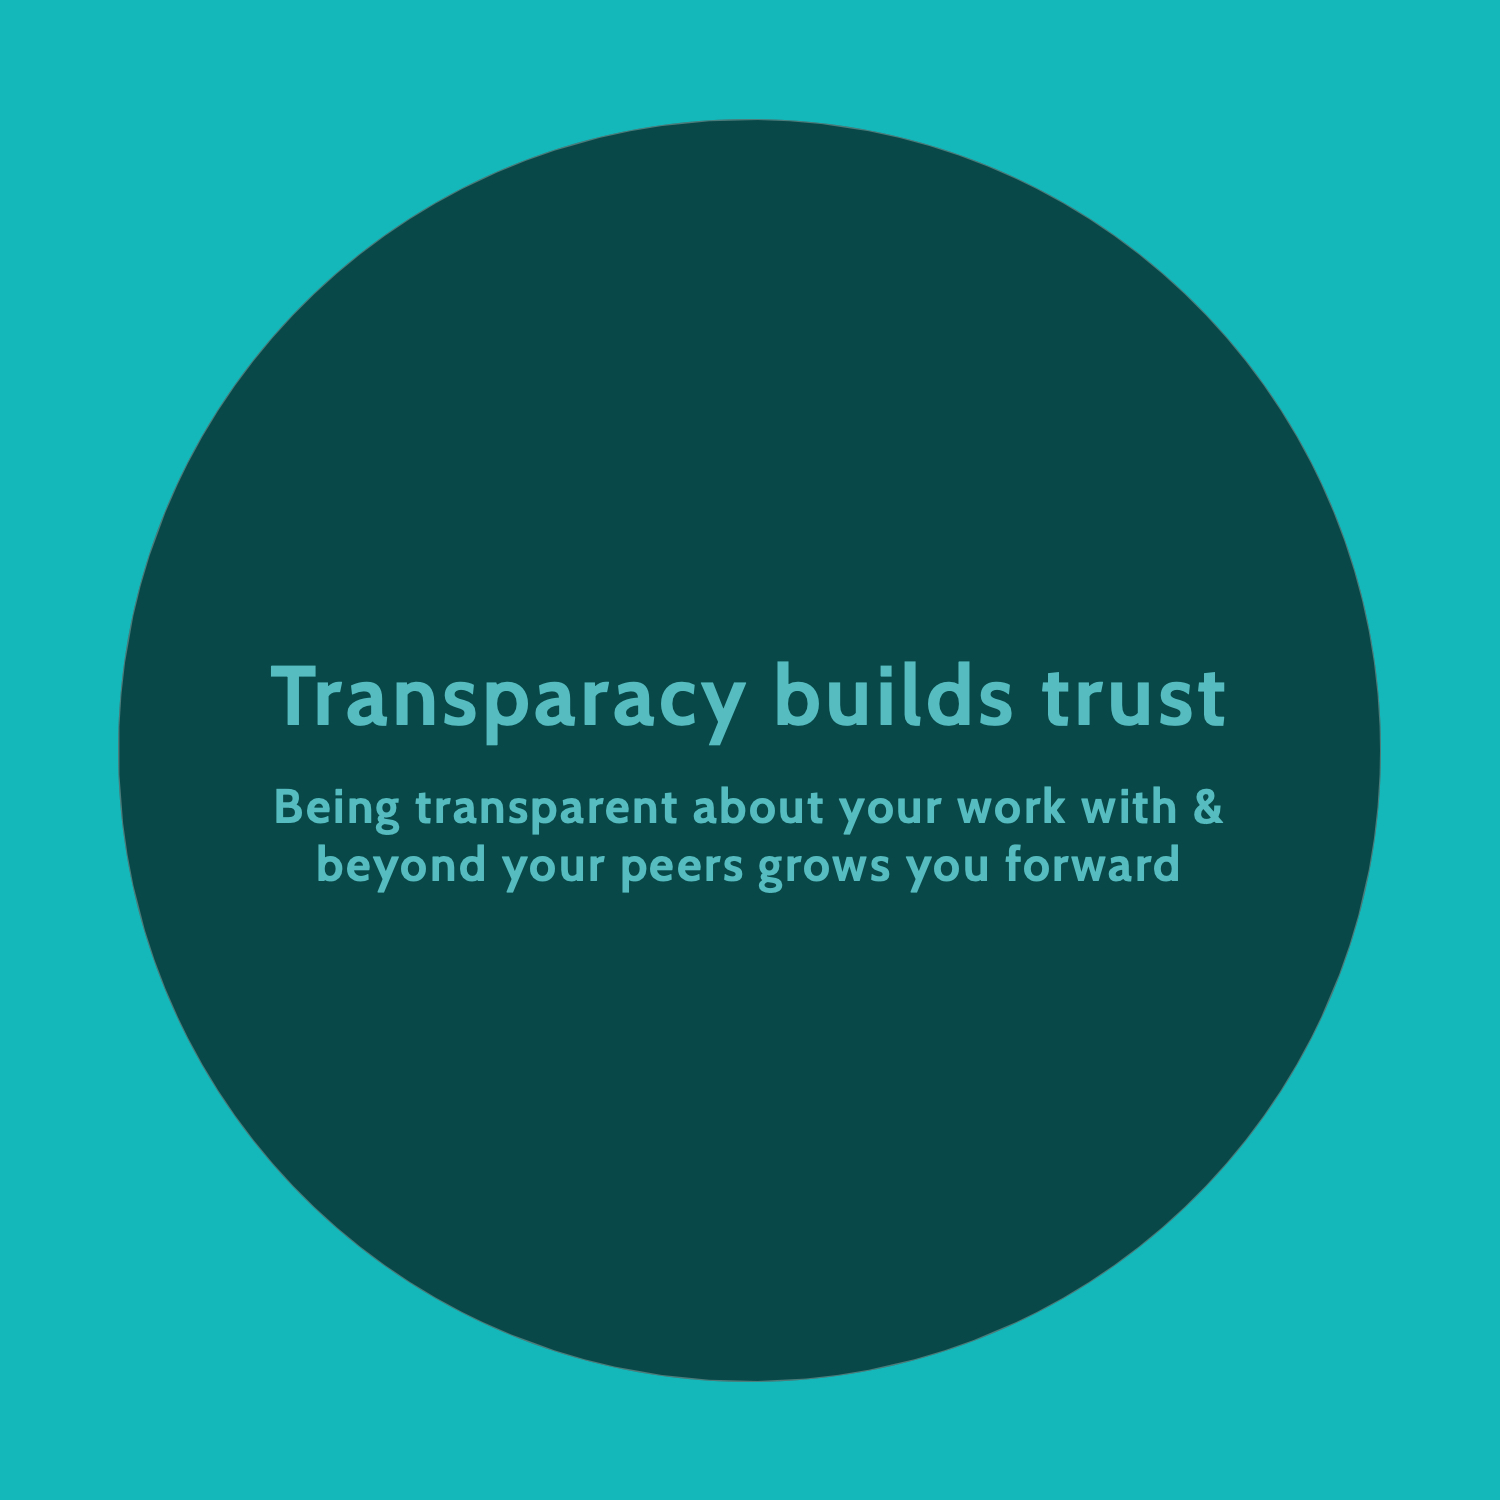 Transparacy builds trust
Being transparent about your work with &
beyond your peers grows you forward